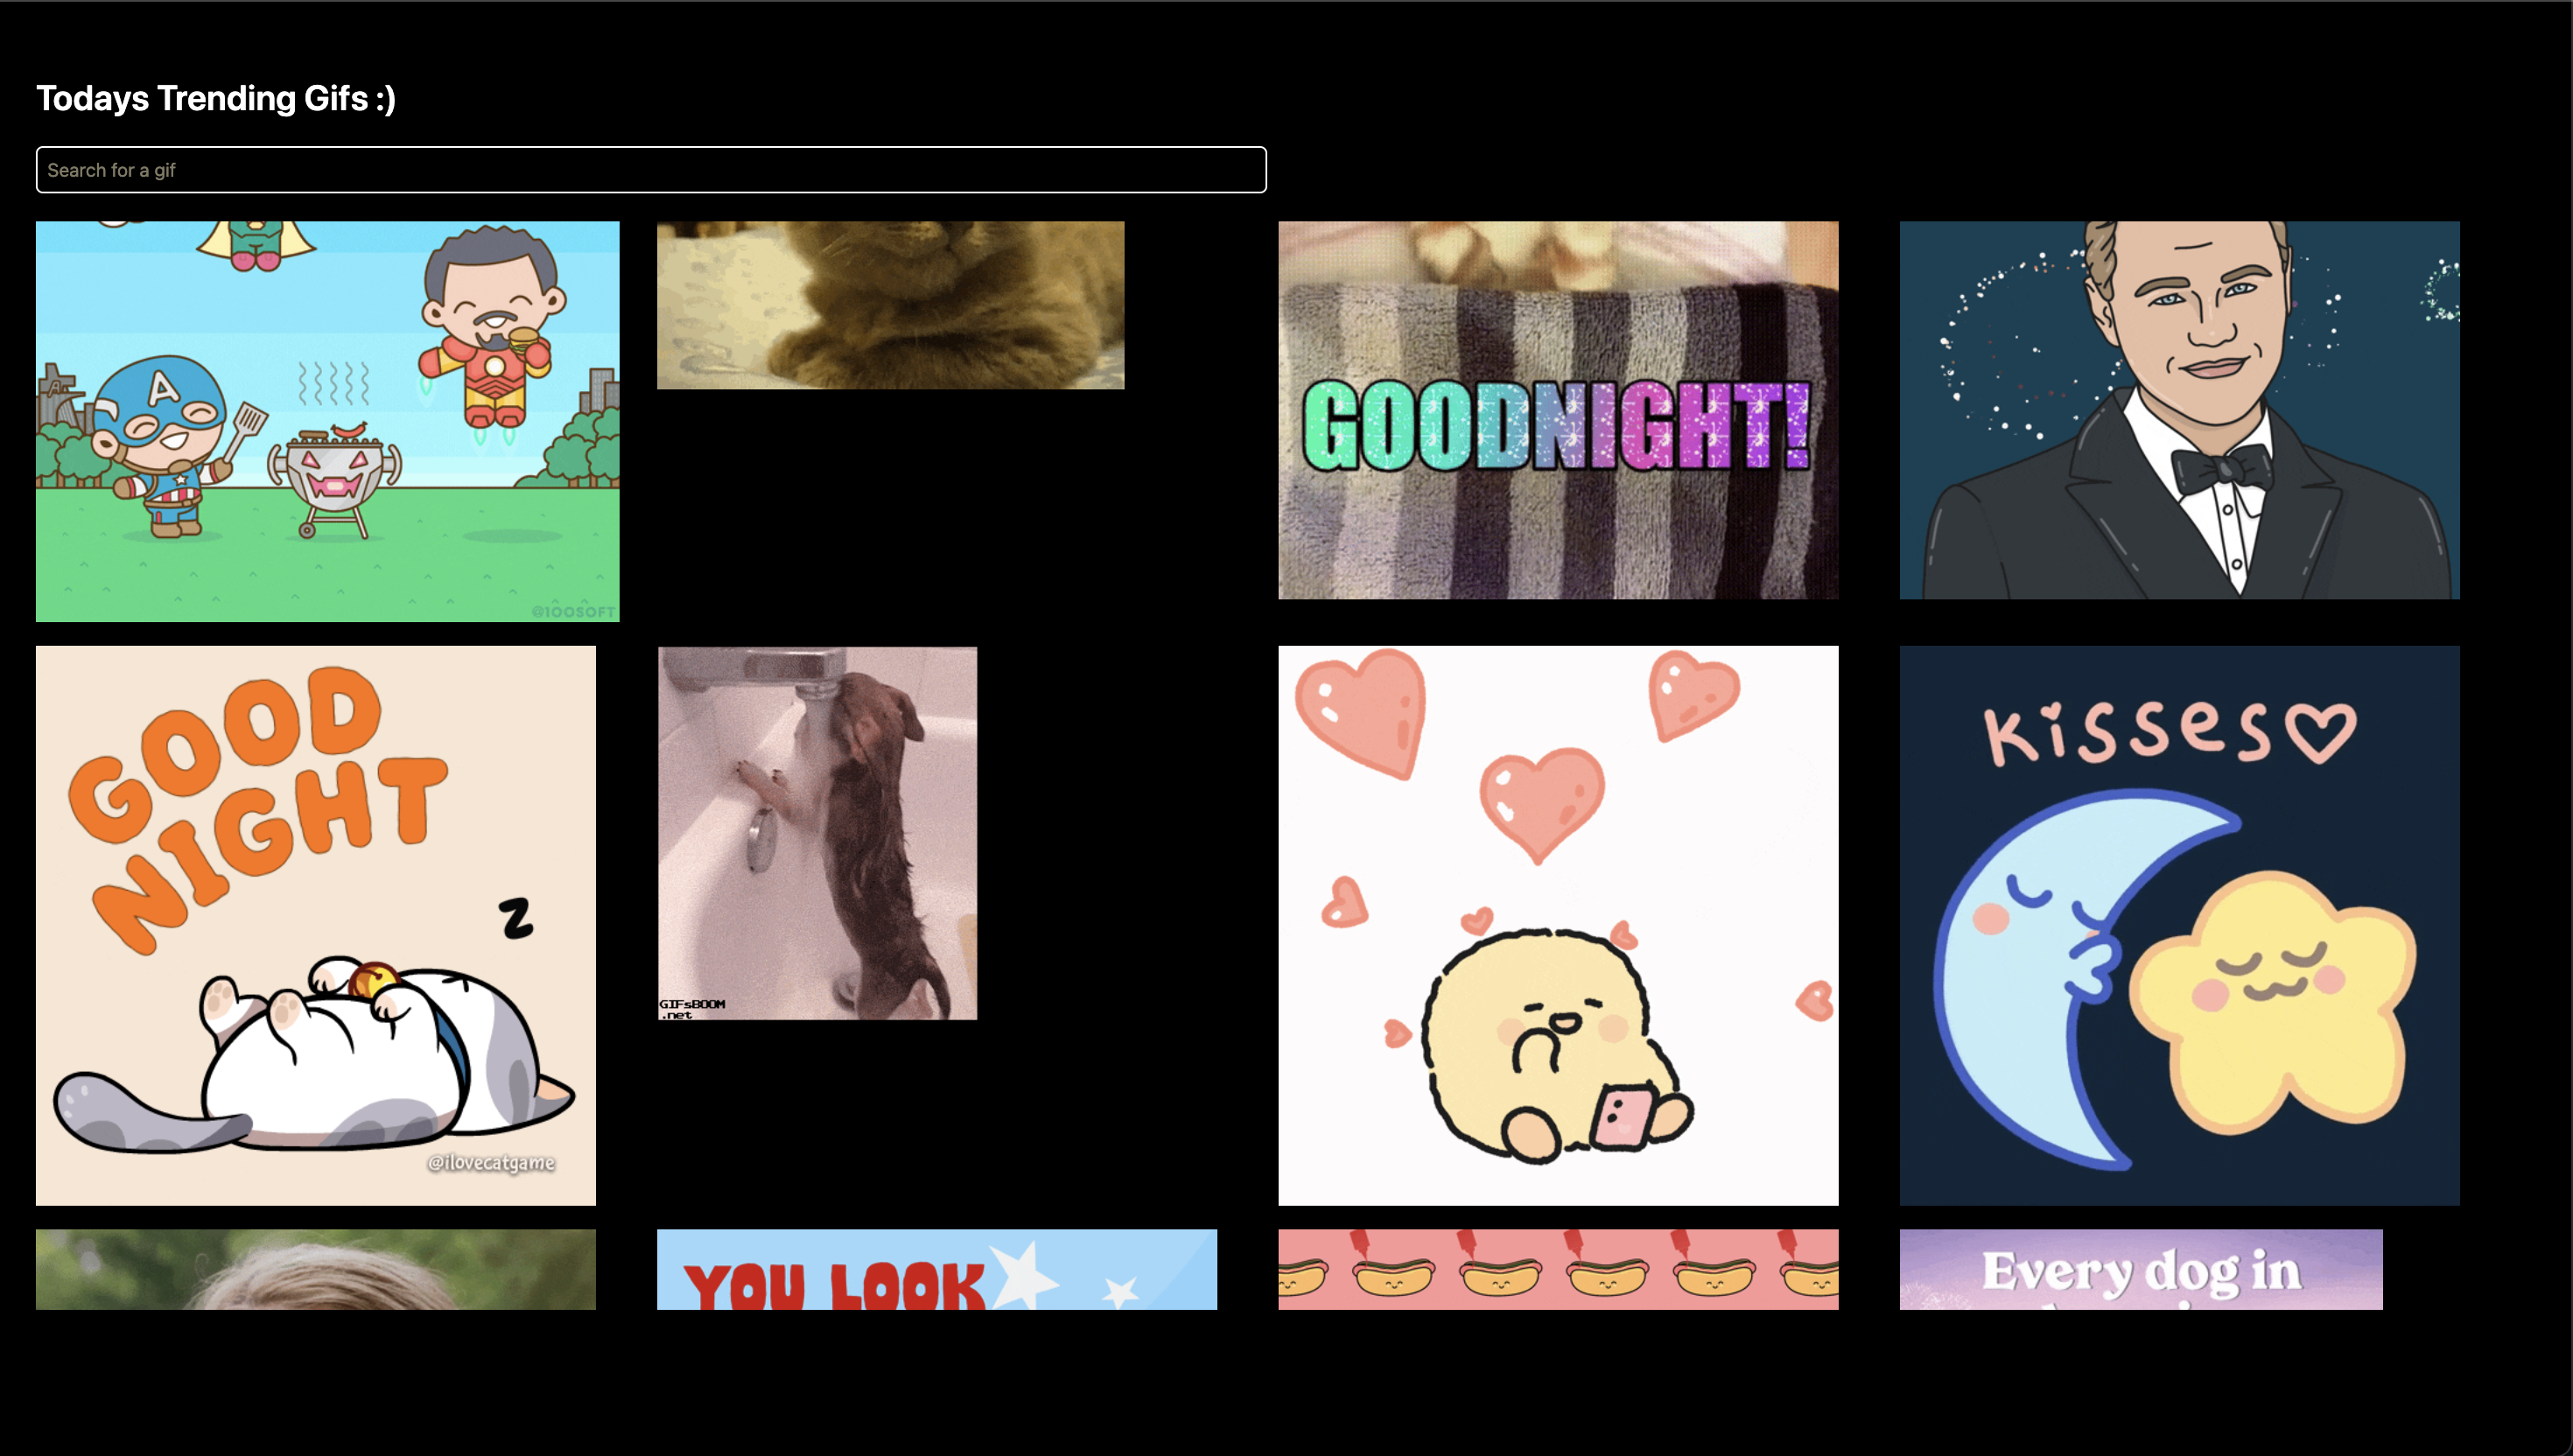 Todays Trending Gifs :)
Search for a gif
A
@100SOFT
GOODNIGHT!
GOOD
NIGHT
z
@ilovecatgame
GIFsBOOM
.net
kisses♡
YOU LOOK
Every dog in